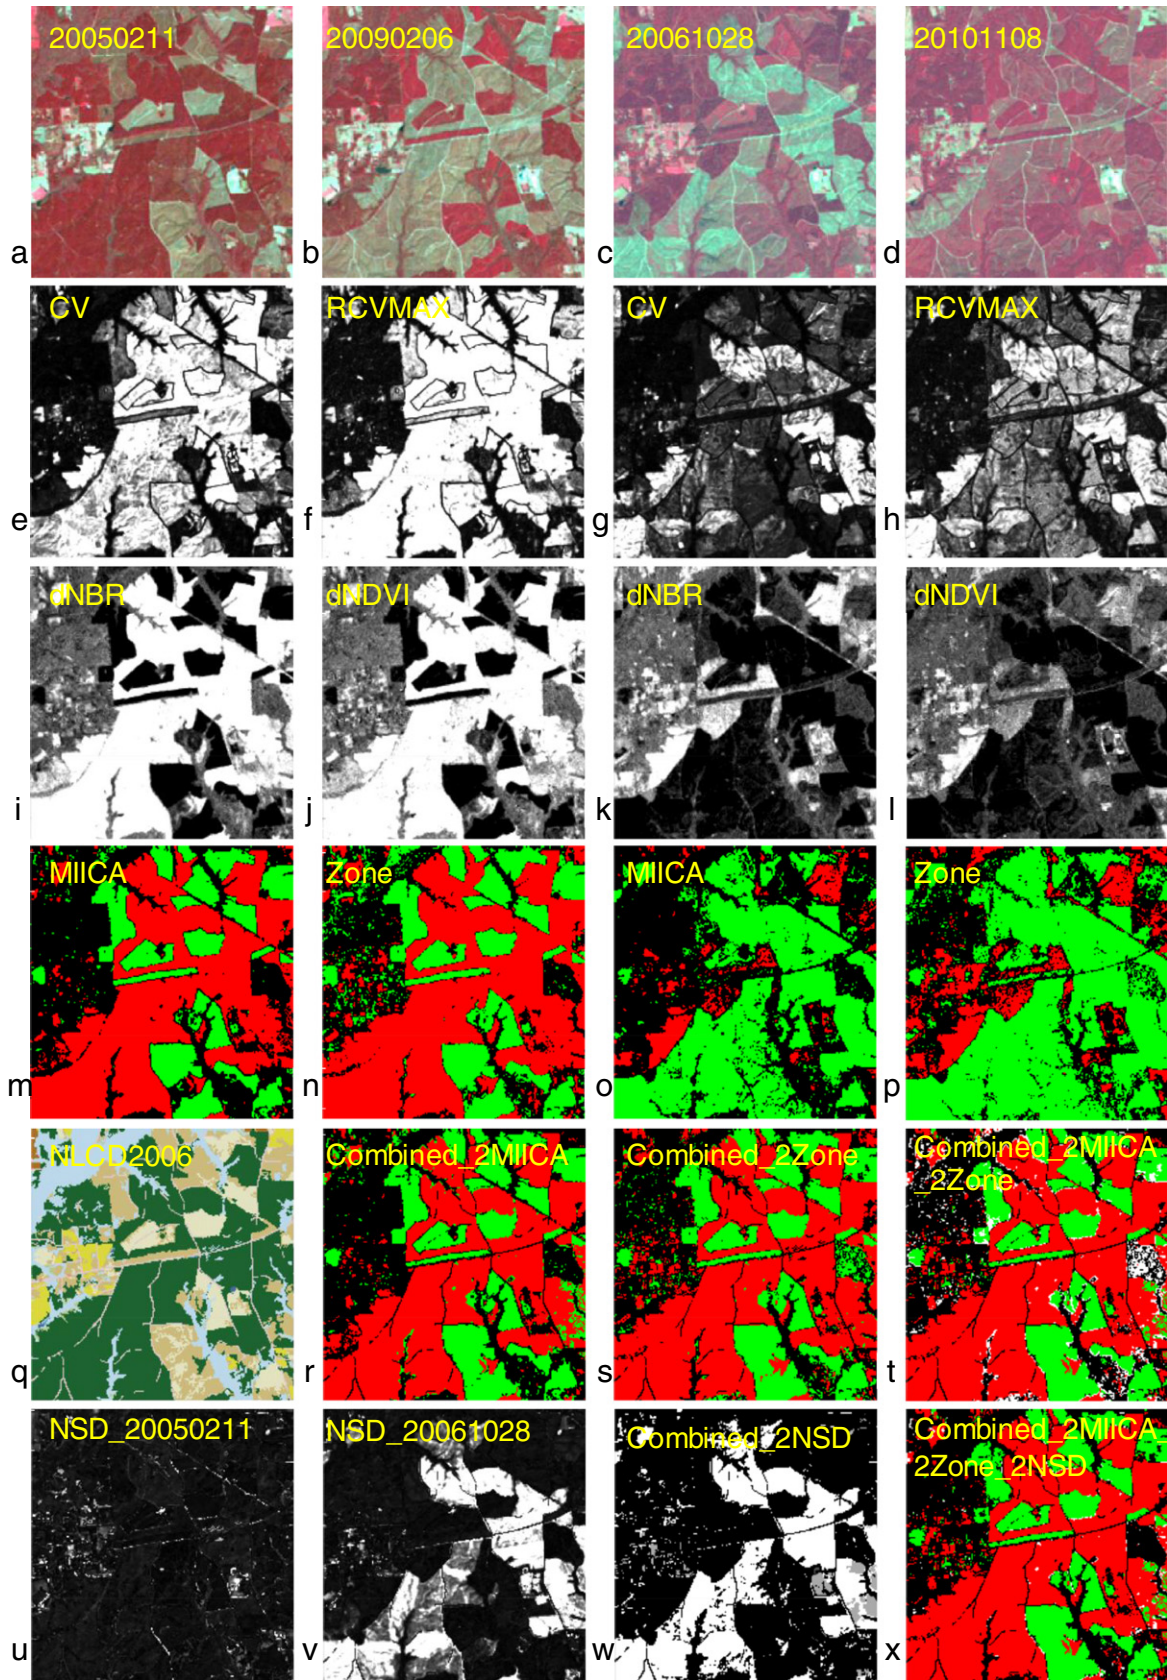 20050211
20090206
20061028
20101108
a
b
c
d
CV
RCVMAX
CV
RCVMAX
e
f
g
h
dNBR
dNDVI
dNBR
dNDVI
i
j
k
l
MIICA
Zone
MIICA
Zone
m
n
o
p
NLCD2006
Combined_2MIICA
Combined_2Zone
Combined_2MIICA
_2Zone
q
r
s
t
NSD_20050211
NSD_20061028
Combined_2NSD
Combined_2MIICA
2Zone_2NSD
u
v
w
x